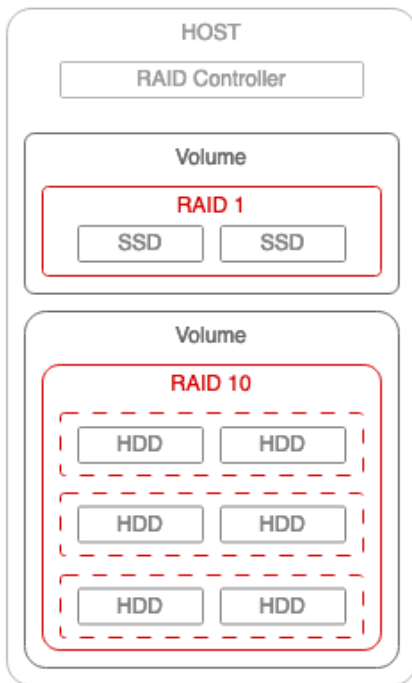 HOST
RAID Controller
Volume
RAID 1
SSD SSD
Volume
RAID 10
HDD HDD
HDD HDD
HDD HDD